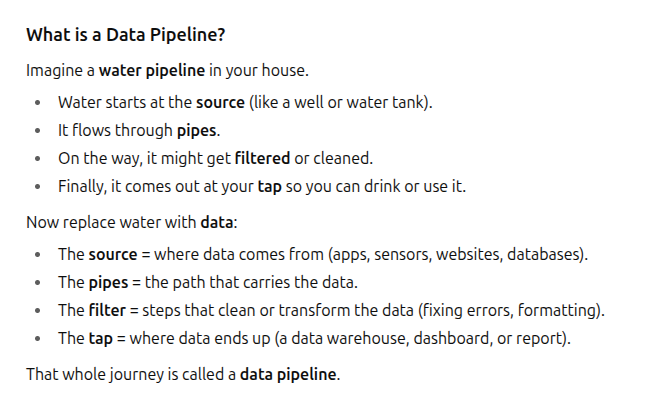 What is a Data Pipeline?
Imagine a water pipeline in your house.
• Water starts at the source (like a well or water tank).
• It flows through pipes.
• On the way, it might get filtered or cleaned.
• Finally, it comes out at your tap so you can drink or use it.
Now replace water with data:
• The source = where data comes from (apps, sensors, websites, databases).
• The pipes = the path that carries the data.
• The filter = steps that clean or transform the data (fixing errors, formatting).
• The tap = where data ends up (a data warehouse, dashboard, or report).
That whole journey is called a data pipeline.